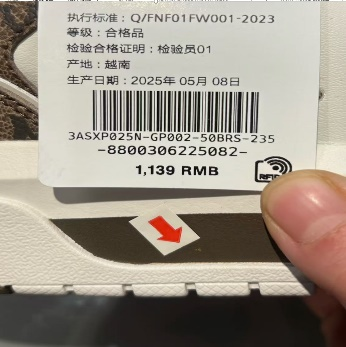 执行标准：Q/FNF01FW001-2023
等级：合格品
检验合格证明：检验员01
产地：越南
生产日期：2025年 05月 08日
3ASXP025N-GP002-50BRS-235
-8800306225082-
1,139 RMB
RFID